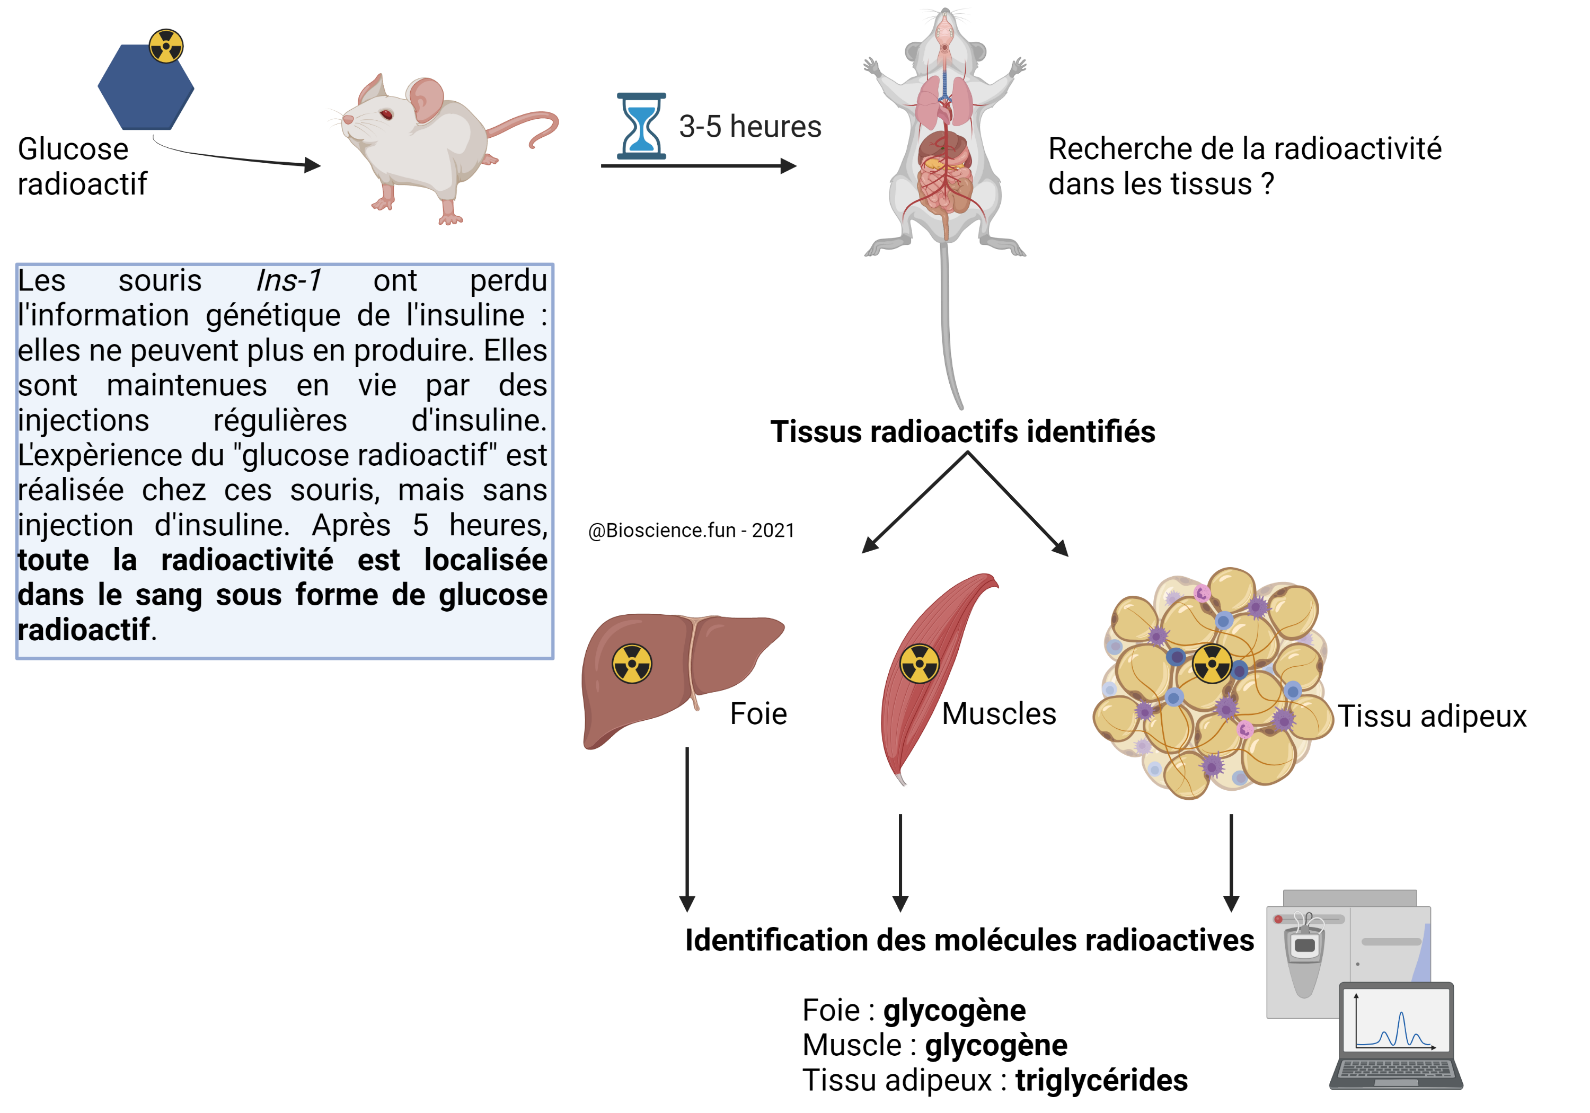 Glucose
radioactif
3-5 heures
Recherche de la radioactivité
dans les tissus ?
Les souris Ins-1 ont perdu
l'information génétique de l'insuline :
elles ne peuvent plus en produire. Elles
sont maintenues en vie par des
injections régulières d'insuline.
L'expèrience du "glucose radioactif" est
réalisée chez ces souris, mais sans
injection d'insuline. Après 5 heures,
toute la radioactivité est localisée
dans le sang sous forme de glucose
radioactif.
Tissus radioactifs identifiés
@Bioscience.fun - 2021
Foie
Muscles
Tissu adipeux
Identification des molécules radioactives
Foie : glycogène
Muscle : glycogène
Tissu adipeux : triglycérides